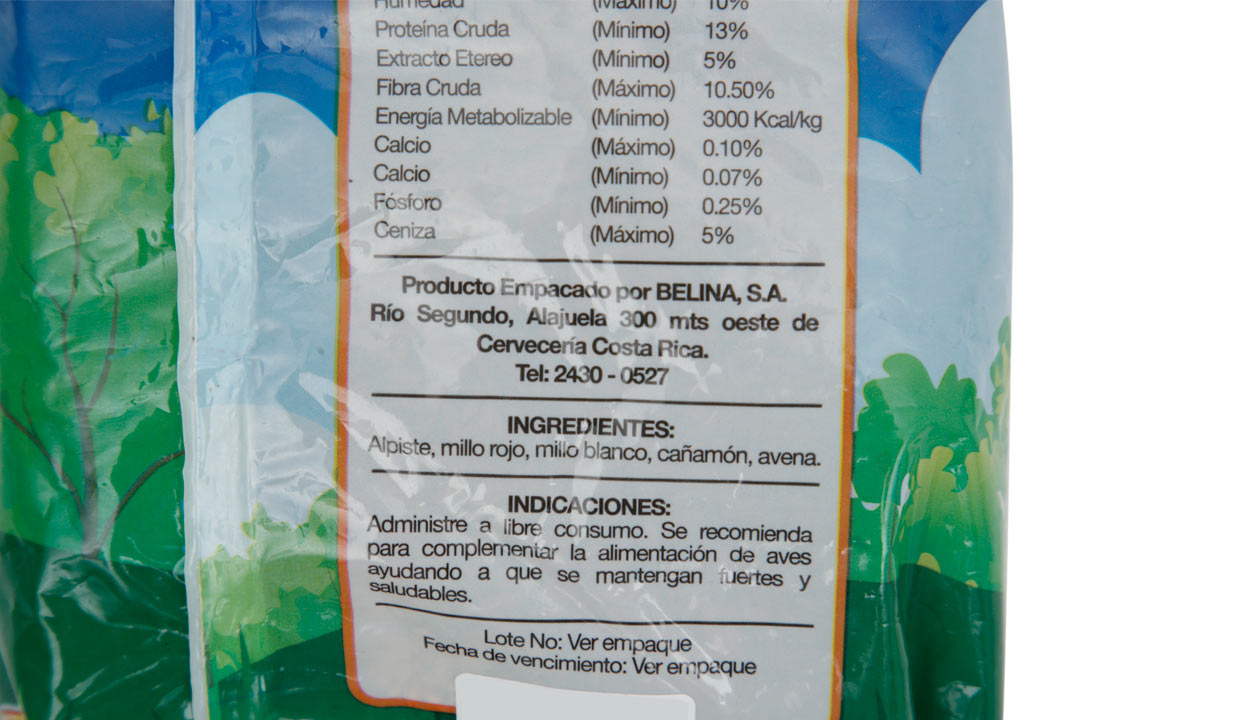 Humedad (Máximo) 10%
Proteína Cruda (Mínimo) 13%
Extracto Etereo (Mínimo) 5%
Fibra Cruda (Máximo) 10.50%
Energía Metabolizable (Mínimo) 3000 Kcal/kg
Calcio (Máximo) 0.10%
Calcio (Mínimo) 0.07%
Fósforo (Mínimo) 0.25%
Ceniza (Máximo) 5%
Producto Empacado por BELINA, S.A.
Río Segundo, Alajuela 300 mts oeste de
Cervecería Costa Rica.
Tel: 2430 - 0527
INGREDIENTES:
Alpiste, millo rojo, millo blanco, cañamón, avena.
INDICACIONES:
Administre a libre consumo. Se recomienda
para complementar la alimentación de aves
ayudando a que se mantengan fuertes y
saludables.
Lote No: Ver empaque
Fecha de vencimiento: Ver empaque